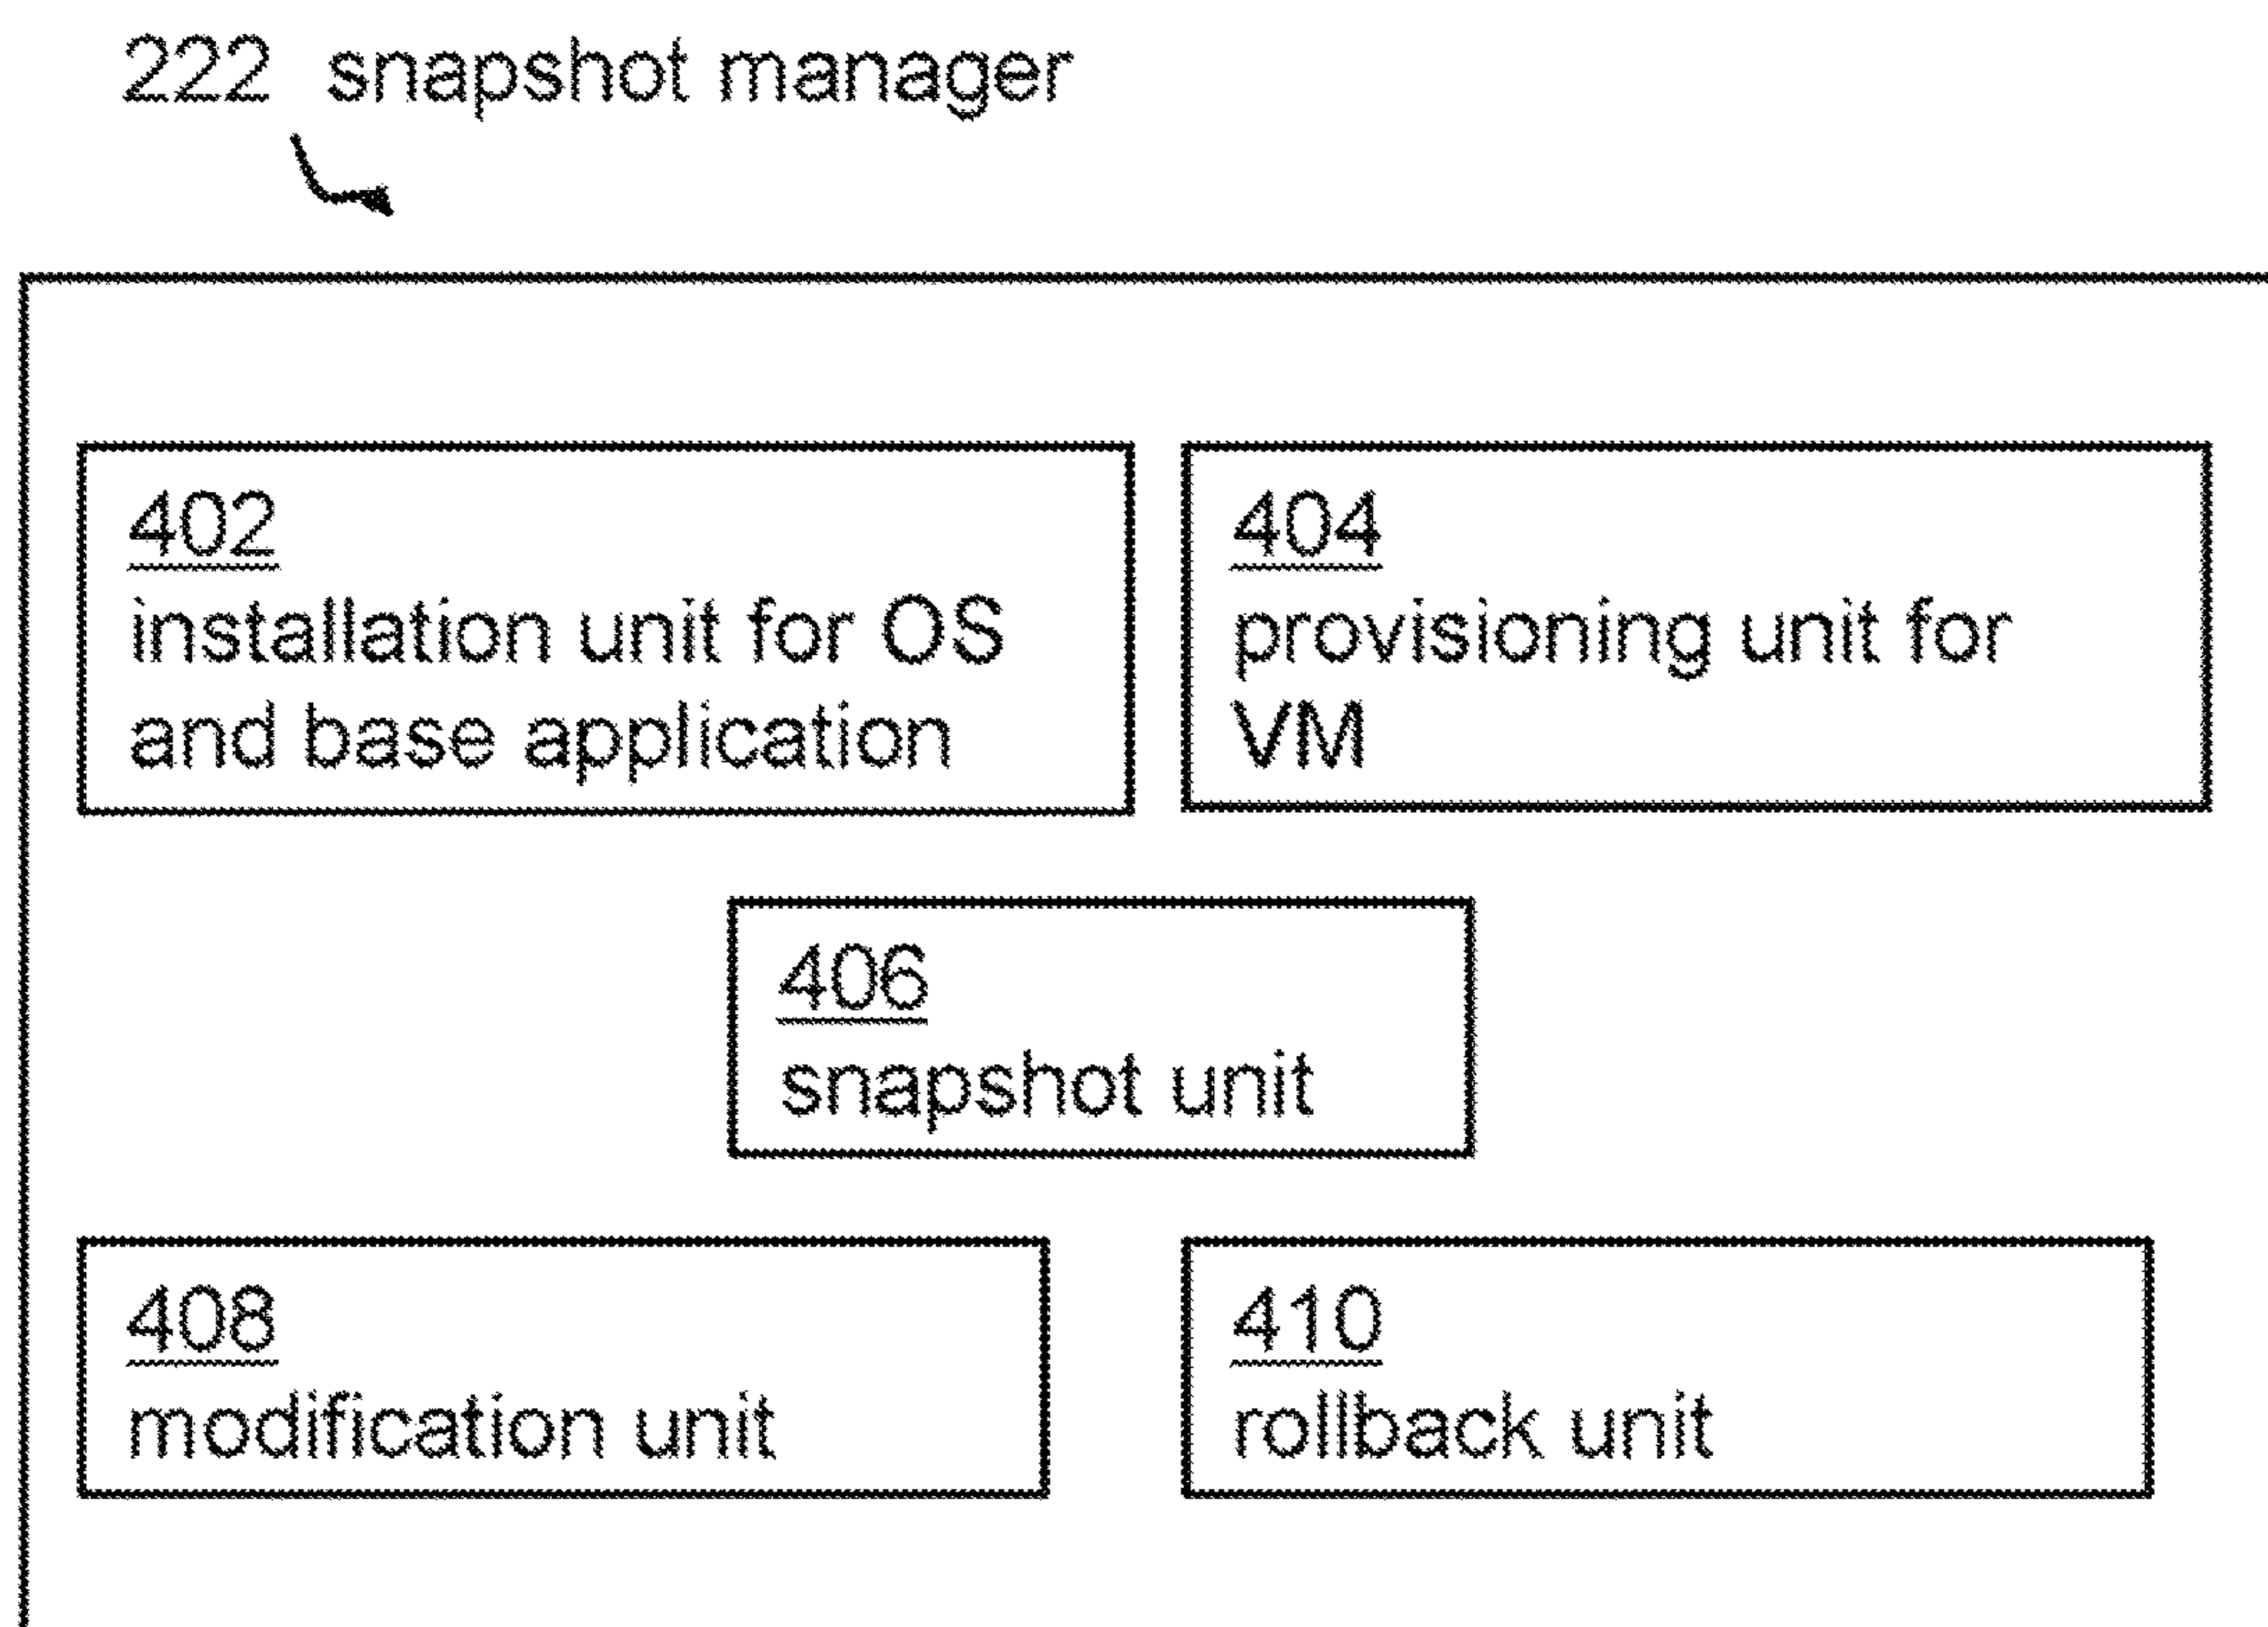 222 snapshot manager
402
installation unit for OS
and base application
404
provisioning unit for
VM
406
snapshot unit
408
modification unit
410
rollback unit